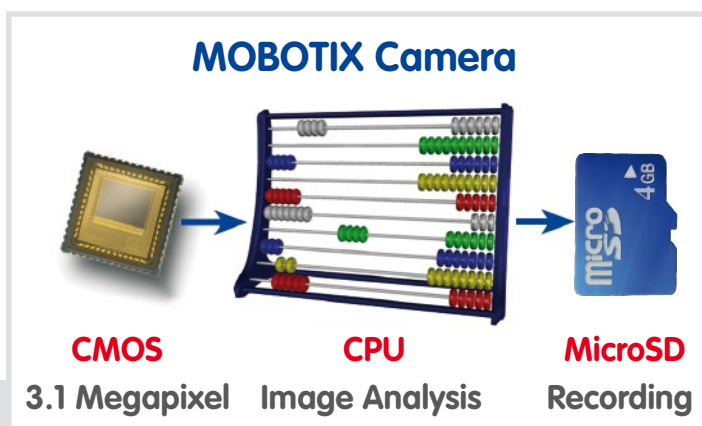 MOBOTIX Camera
micro
SD
4GB
CMOS
CPU
MicroSD
3.1 Megapixel
Image Analysis
Recording